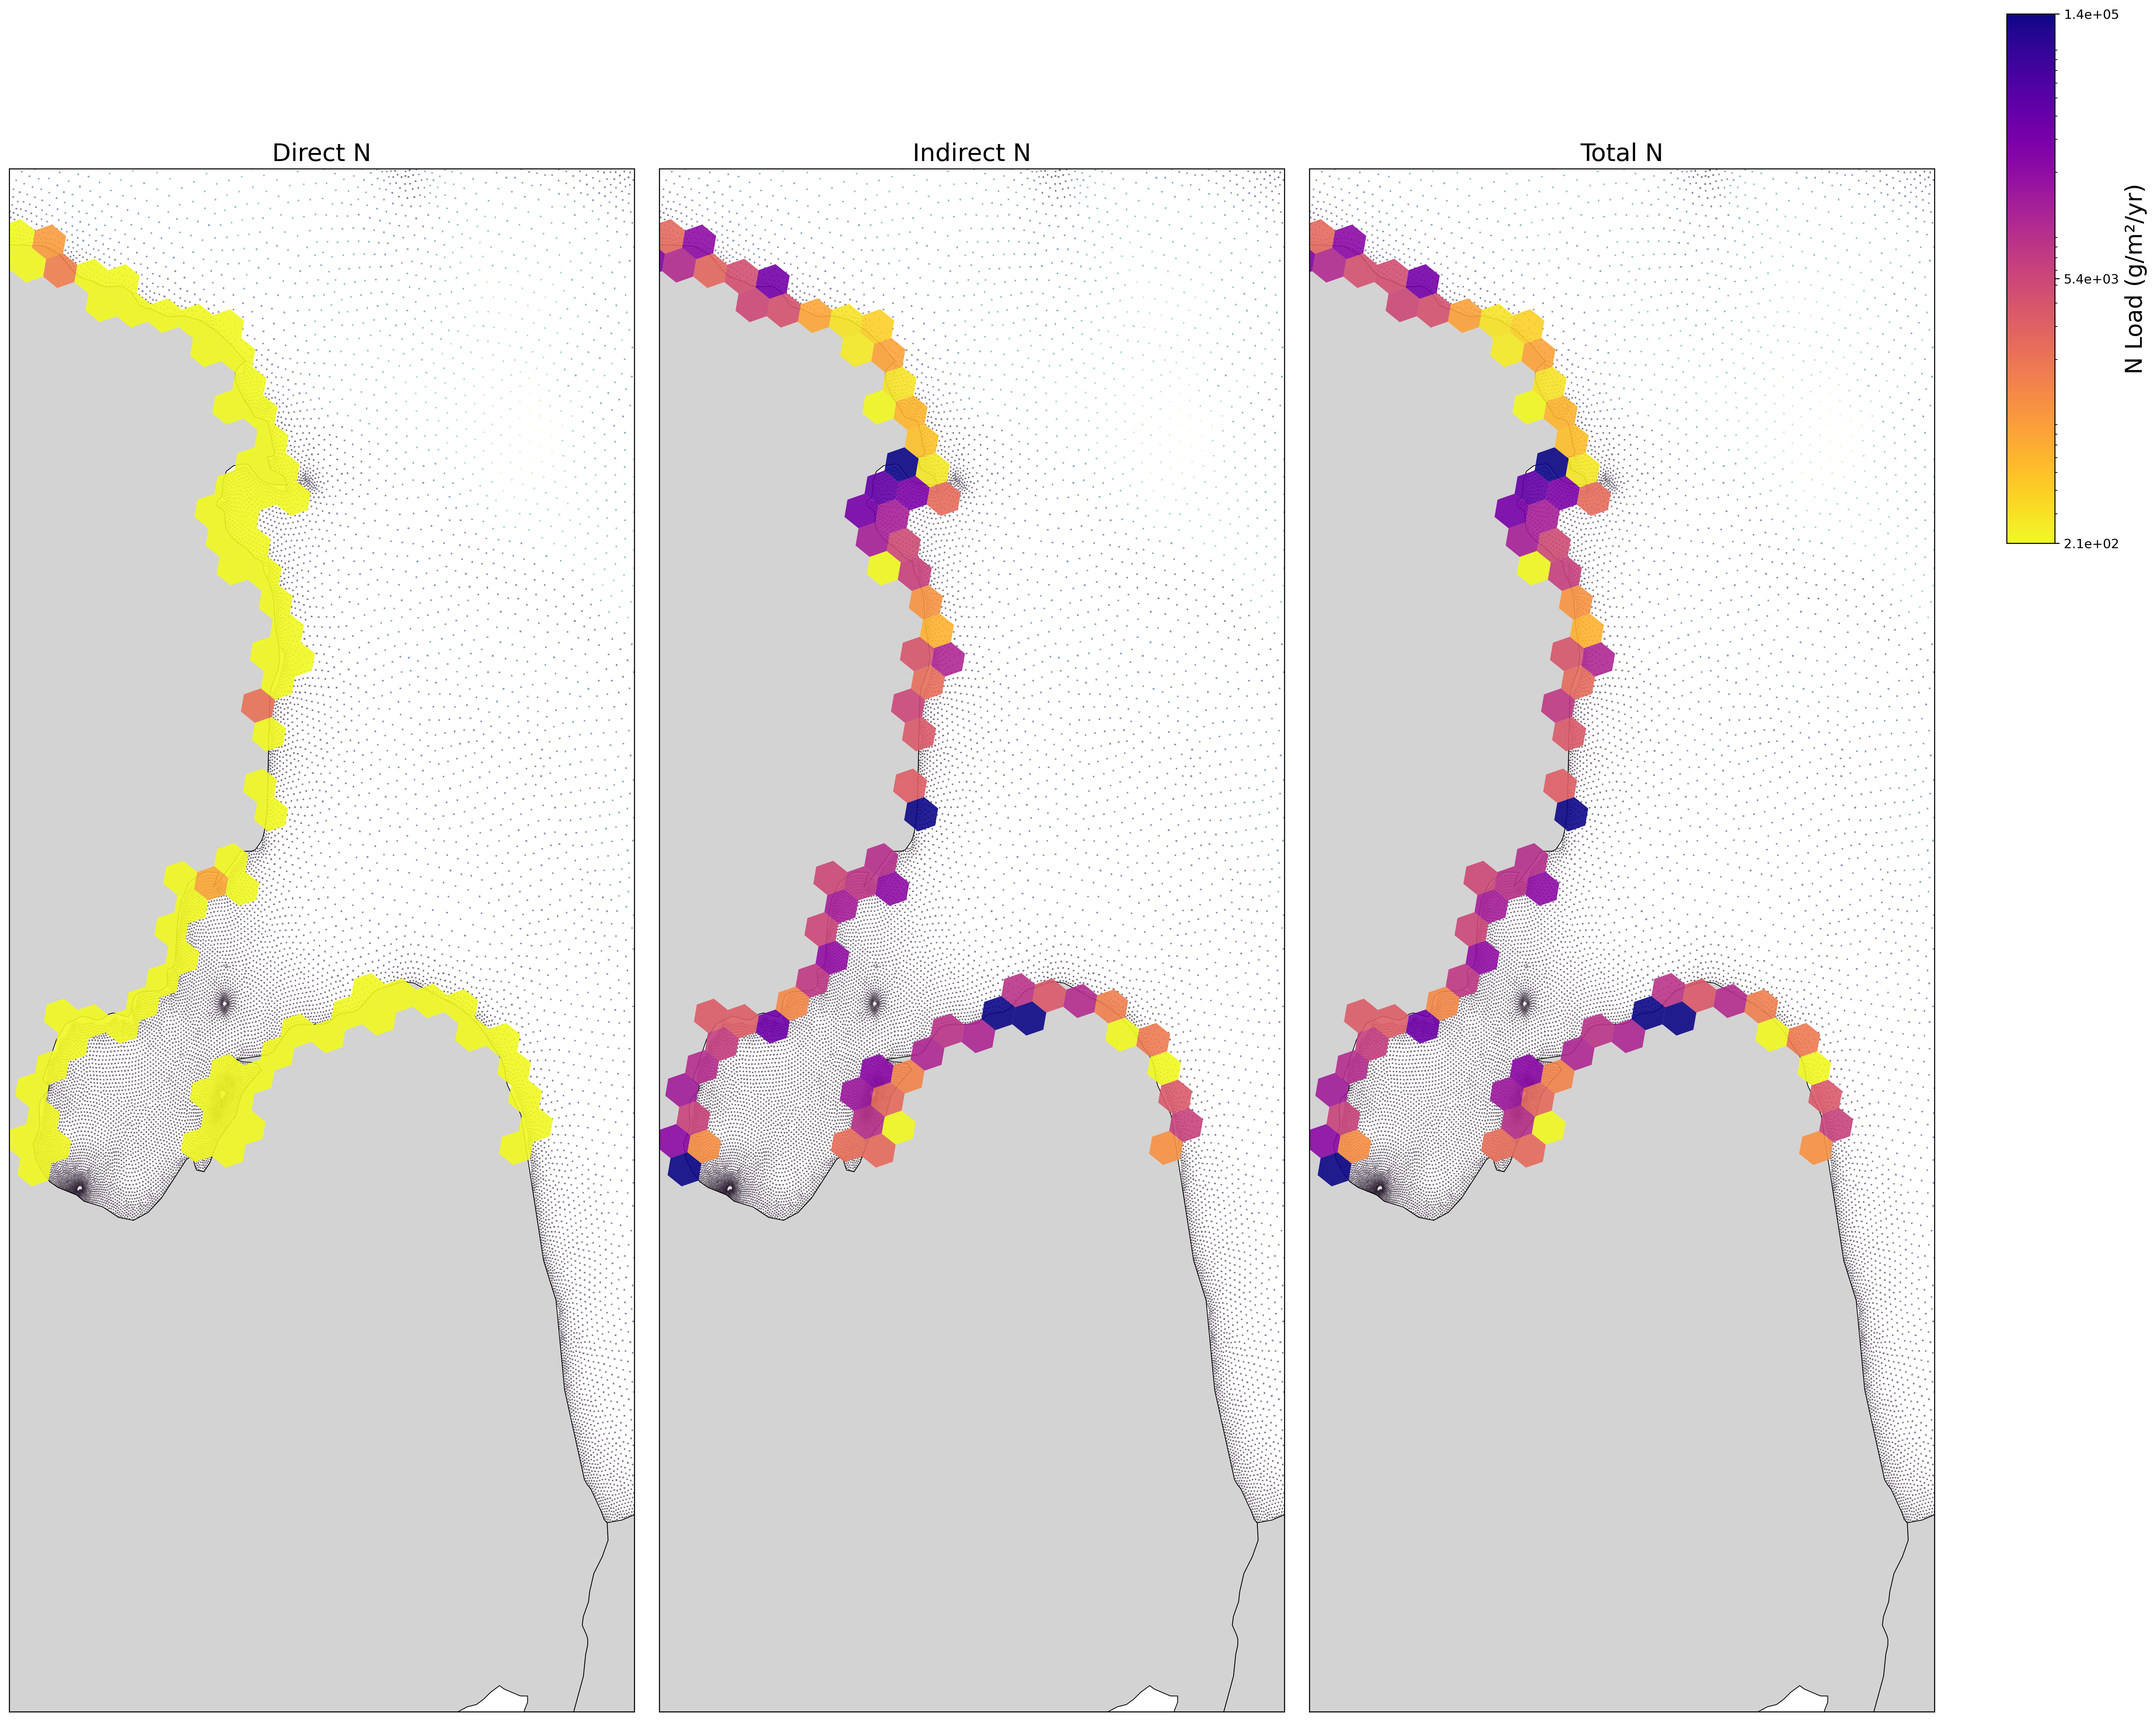 Direct N
Indirect N
Total N
1.4e+05
5.4e+03
2.1e+02
N Load (g/m²/yr)